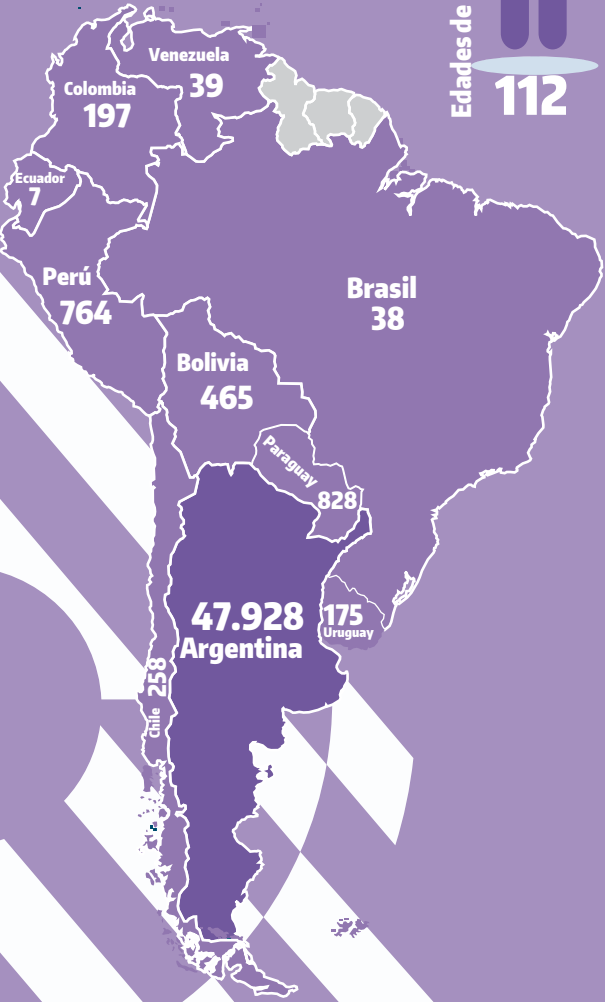 Edades de
112
Venezuela
39
Colombia
197
Ecuador
7
Perú
764
Brasil
38
Bolivia
465
Paraguay
828
47.928
Argentina
175
Uruguay
Chile 258